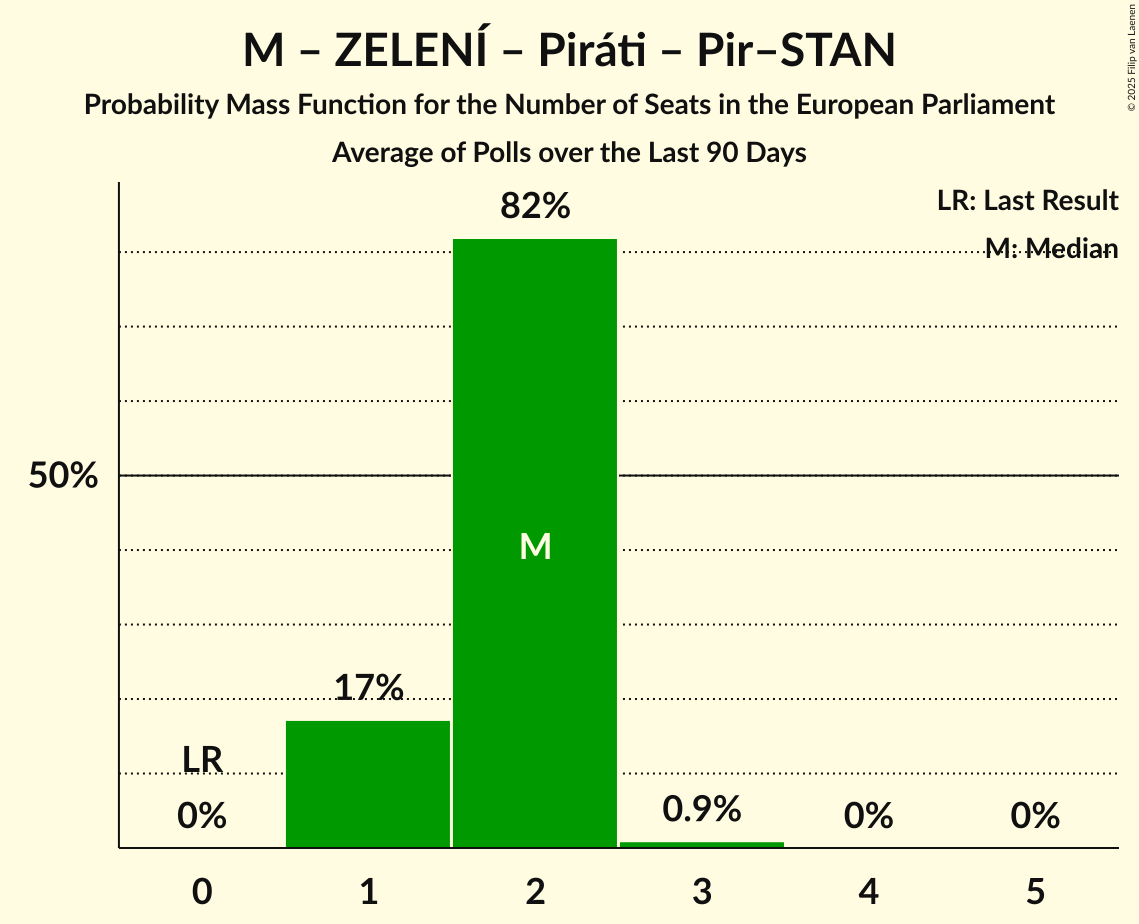 M – ZELENÍ – Piráti – Pir–STAN
Probability Mass Function for the Number of Seats in the European Parliament
Average of Polls over the Last 90 Days
© 2025 Filip van Laenen
LR: Last Result
M: Median
82%
50%
M
17%
LR
0%
0.9%
0%
0%
0
1
2
3
4
5